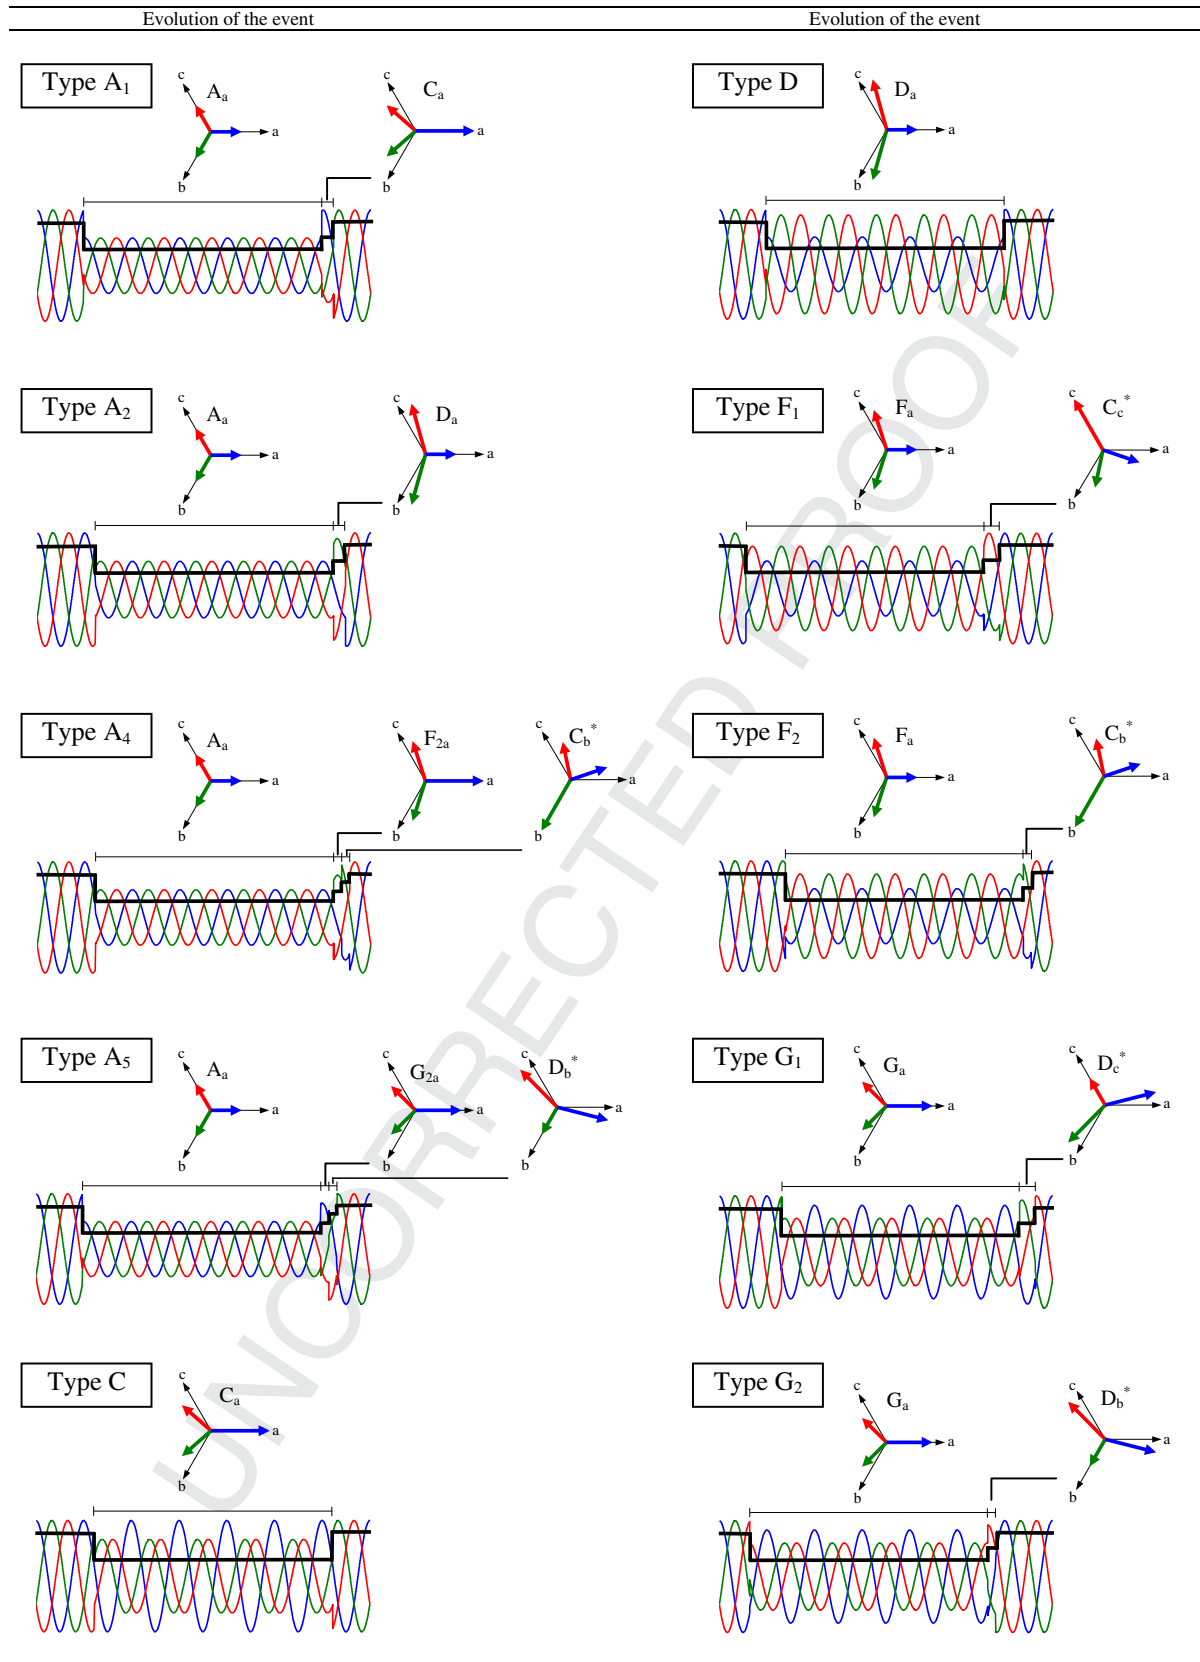 Evolution of the event Evolution of the event
Type A1
c
Aa
a
b
c
Ca
a
b
Type D
c
Da
a
b
Type A2
c
Aa
a
b
c
Da
a
b
Type F1
c
Fa
a
b
c
Cc*
a
b
Type A4
c
Aa
a
b
c
F2a
a
b
c
Cb*
a
b
Type F2
c
Fa
a
b
c
Cb*
a
b
Type A5
c
Aa
a
b
c
G2a
a
b
c
Db*
a
b
Type G1
c
Ga
a
b
c
Dc*
a
b
Type C
c
Ca
a
b
Type G2
c
Ga
a
b
c
Db*
a
b
UNCORRECTED PROOF